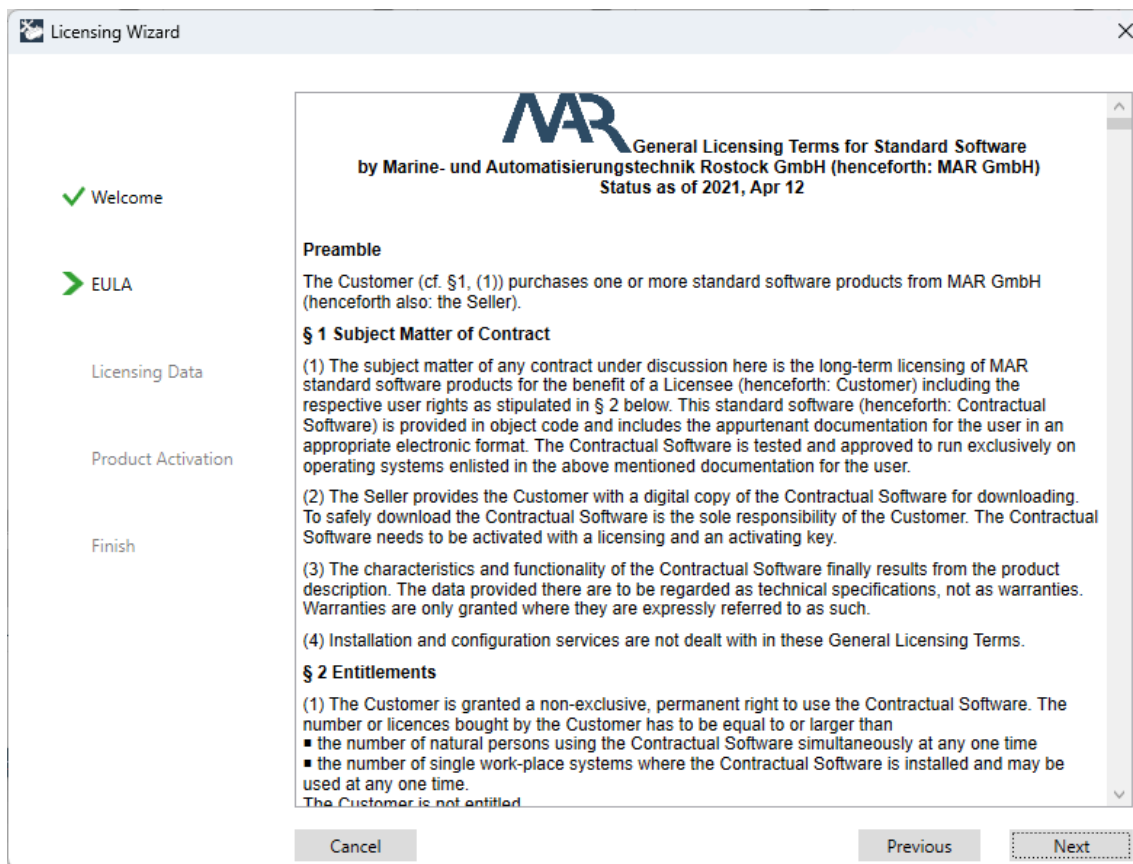 Licensing Wizard
Welcome
EULA
Licensing Data
Product Activation
Finish
MAR
General Licensing Terms for Standard Software
by Marine- und Automatisierungstechnik Rostock GmbH (henceforth: MAR GmbH)
Status as of 2021, Apr 12
Preamble
The Customer (cf. §1, (1)) purchases one or more standard software products from MAR GmbH
(henceforth also: the Seller).
§ 1 Subject Matter of Contract
(1) The subject matter of any contract under discussion here is the long-term licensing of MAR
standard software products for the benefit of a Licensee (henceforth: Customer) including the
respective user rights as stipulated in § 2 below. This standard software (henceforth: Contractual
Software) is provided in object code and includes the appurtenant documentation for the user in an
appropriate electronic format. The Contractual Software is tested and approved to run exclusively on
operating systems enlisted in the above mentioned documentation for the user.
(2) The Seller provides the Customer with a digital copy of the Contractual Software for downloading.
To safely download the Contractual Software is the sole responsibility of the Customer. The Contractual
Software needs to be activated with a licensing and an activating key.
(3) The characteristics and functionality of the Contractual Software finally results from the product
description. The data provided there are to be regarded as technical specifications, not as warranties.
Warranties are only granted where they are expressly referred to as such.
(4) Installation and configuration services are not dealt with in these General Licensing Terms.
§ 2 Entitlements
(1) The Customer is granted a non-exclusive, permanent right to use the Contractual Software. The
number or licences bought by the Customer has to be equal to or larger than
▪ the number of natural persons using the Contractual Software simultaneously at any one time
▪ the number of single work-place systems where the Contractual Software is installed and may be
used at any one time.
The Customer is not entitled
Cancel
Previous
Next